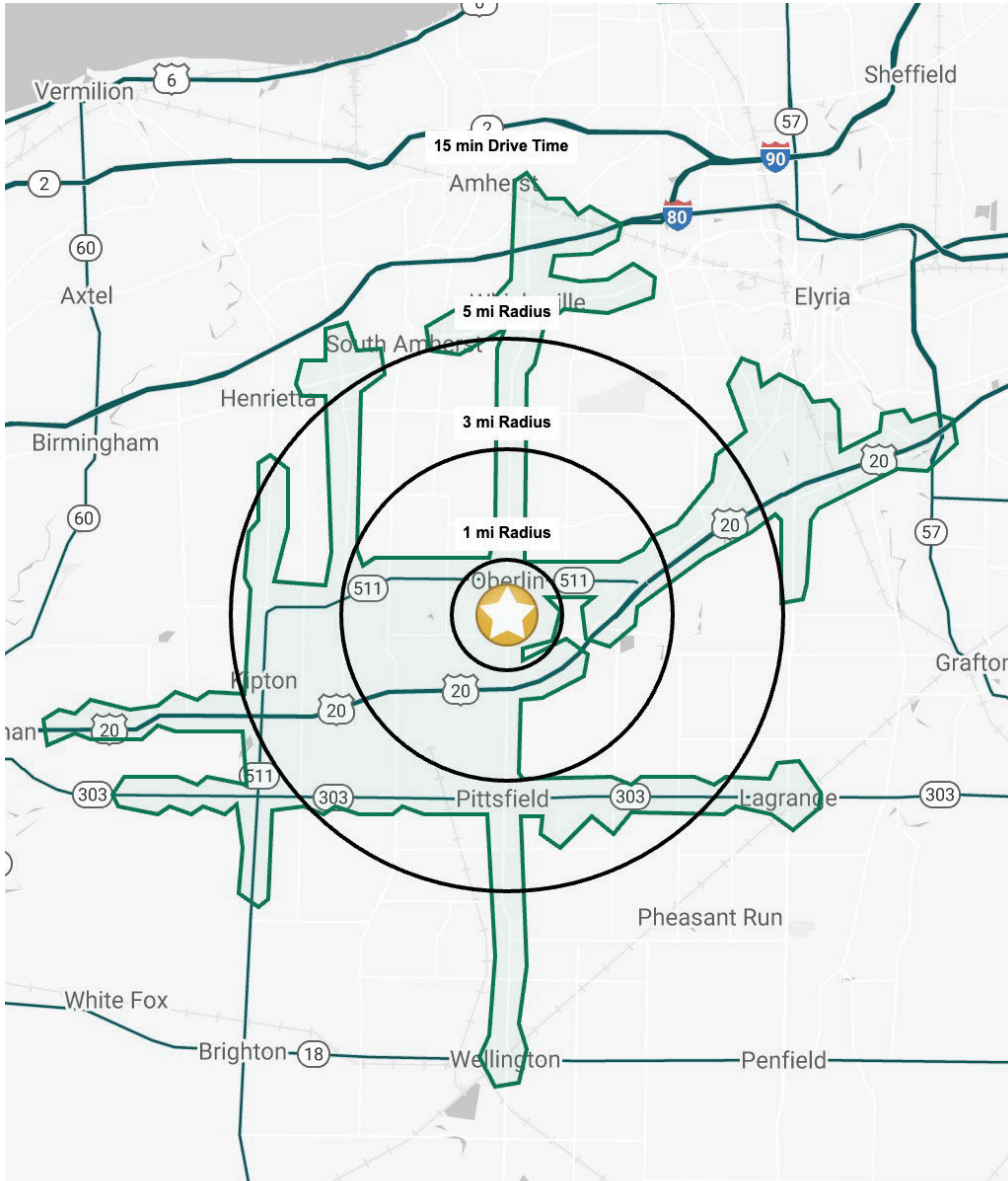 6
Sheffield
6
Vermilion
57
2
15 min Drive Time
90
2
Amherst
80
60
Axtel
Elyria
5 mi Radius
South Amherst
Henrietta
3 mi Radius
Birmingham
20
60
20
57
1 mi Radius
Oberlin
511
511
Kipton
Grafton
20
20
20
511
303
303
Pittsfield
303
Lagrange
303
Pheasant Run
White Fox
Brighton
18
Wellington
Penfield